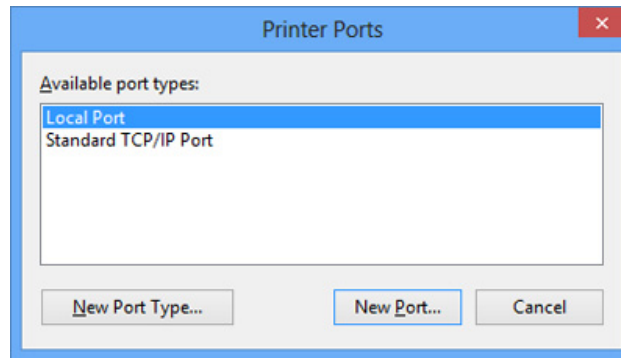 Printer Ports
Available port types:
Local Port
Standard TCP/IP Port
New Port Type...
New Port...
Cancel